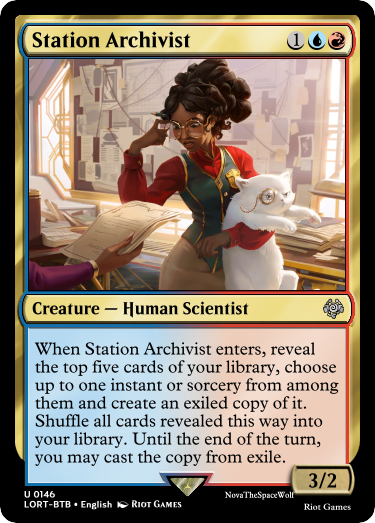 Station Archivist 1
Creature — Human Scientist
When Station Archivist enters, reveal
the top five cards of your library, choose
up to one instant or sorcery from among
them and create an exiled copy of it.
Shuffle all cards revealed this way into
your library. Until the end of the turn,
you may cast the copy from exile.
3/2
U 0146 NovaTheSpaceWolf
LORT-BTB • English Riot Games Riot Games